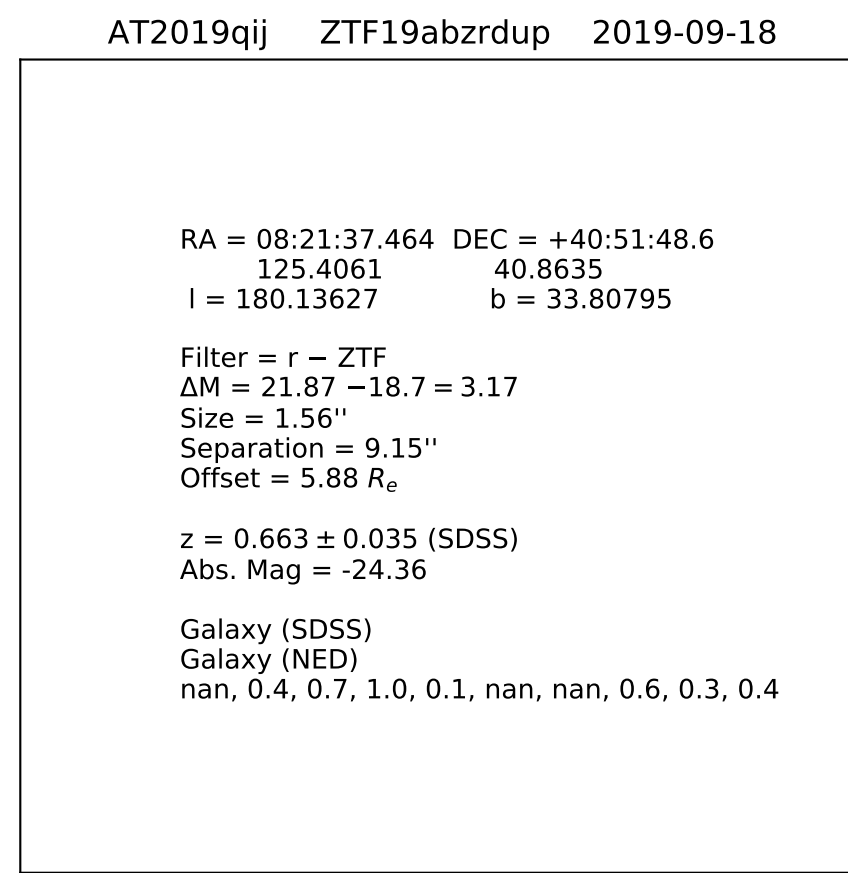 AT2019qij ZTF19abzrdup 2019-09-18
RA = 08:21:37.464 DEC = +40:51:48.6
125.4061 40.8635
l = 180.13627 b = 33.80795
Filter = r − ZTF
ΔM = 21.87 −18.7 = 3.17
Size = 1.56''
Separation = 9.15''
Offset = 5.88 Re
z = 0.663 ± 0.035 (SDSS)
Abs. Mag = -24.36
Galaxy (SDSS)
Galaxy (NED)
nan, 0.4, 0.7, 1.0, 0.1, nan, nan, 0.6, 0.3, 0.4